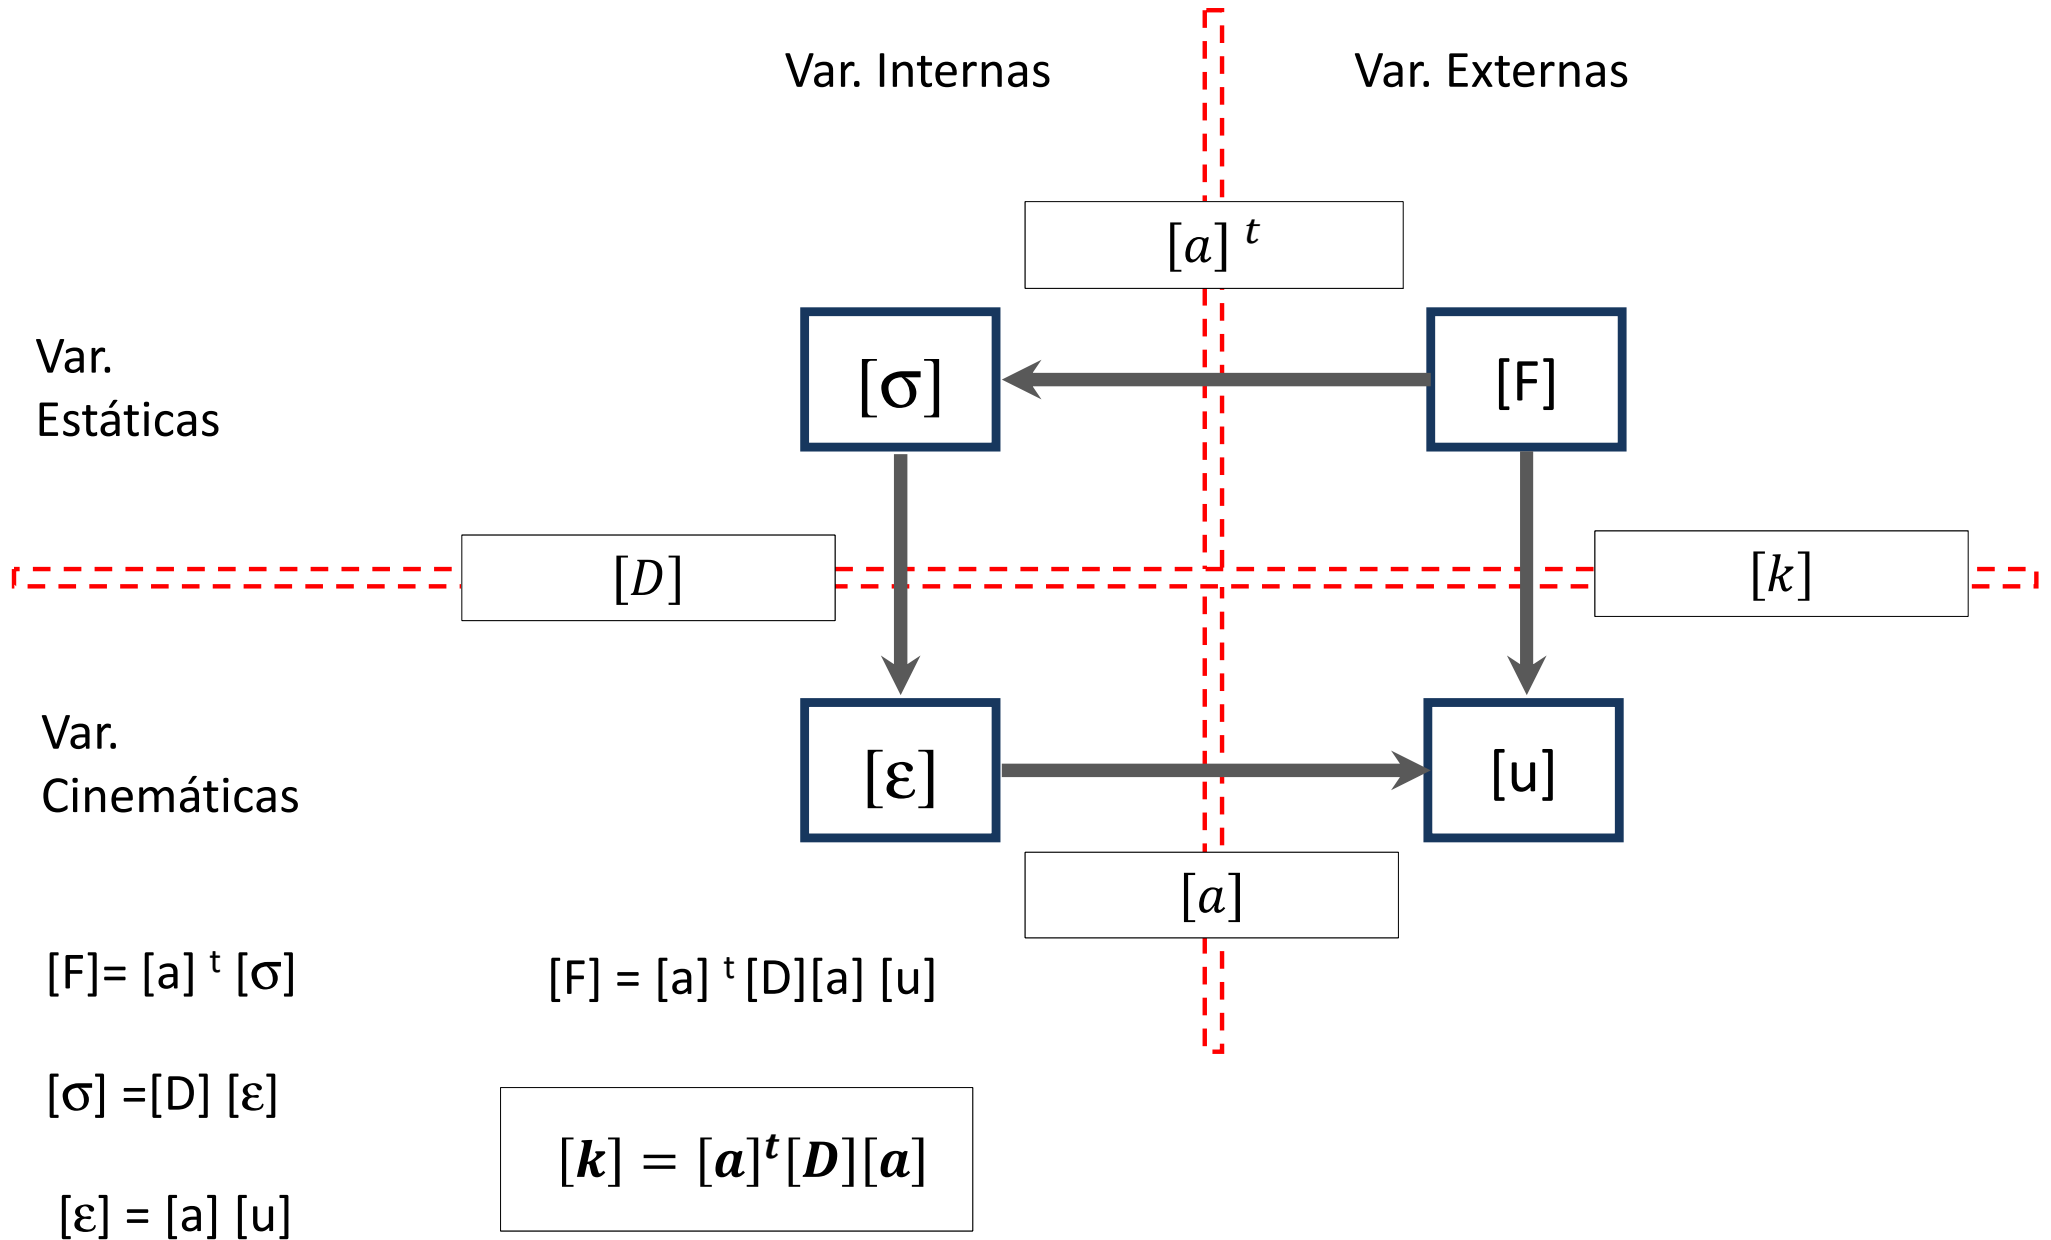 Var. Internas
Var. Externas
[a] t
Var.
Estáticas
[σ]
[F]
[D]
[k]
Var.
Cinemáticas
[ε]
[u]
[a]
[F]= [a] t [σ]
[F] = [a] t [D][a] [u]
[σ] =[D] [ε]
[k] = [a]t[D][a]
[ε] = [a] [u]